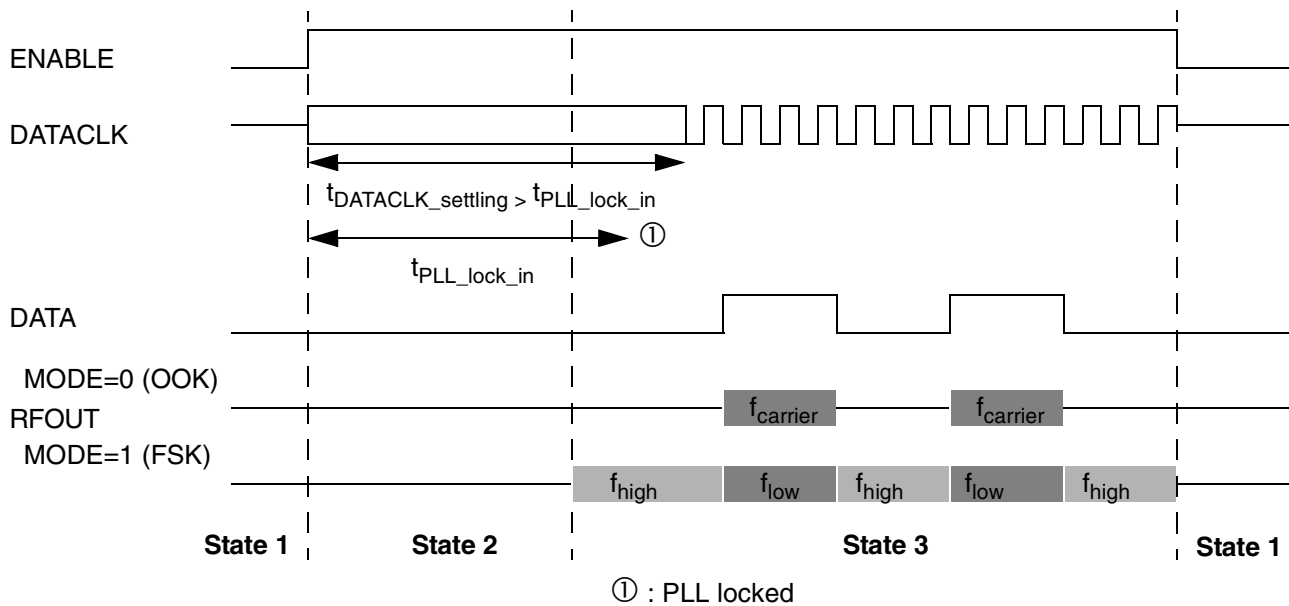 ENABLE
DATACLK
tDATACLK_settling > tPLL_lock_in
①
tPLL_lock_in
DATA
MODE=0 (OOK)
RFOUT
fcarrier fcarrier
MODE=1 (FSK)
fhigh flow fhigh flow fhigh
State 1 State 2 State 3 State 1
① : PLL locked